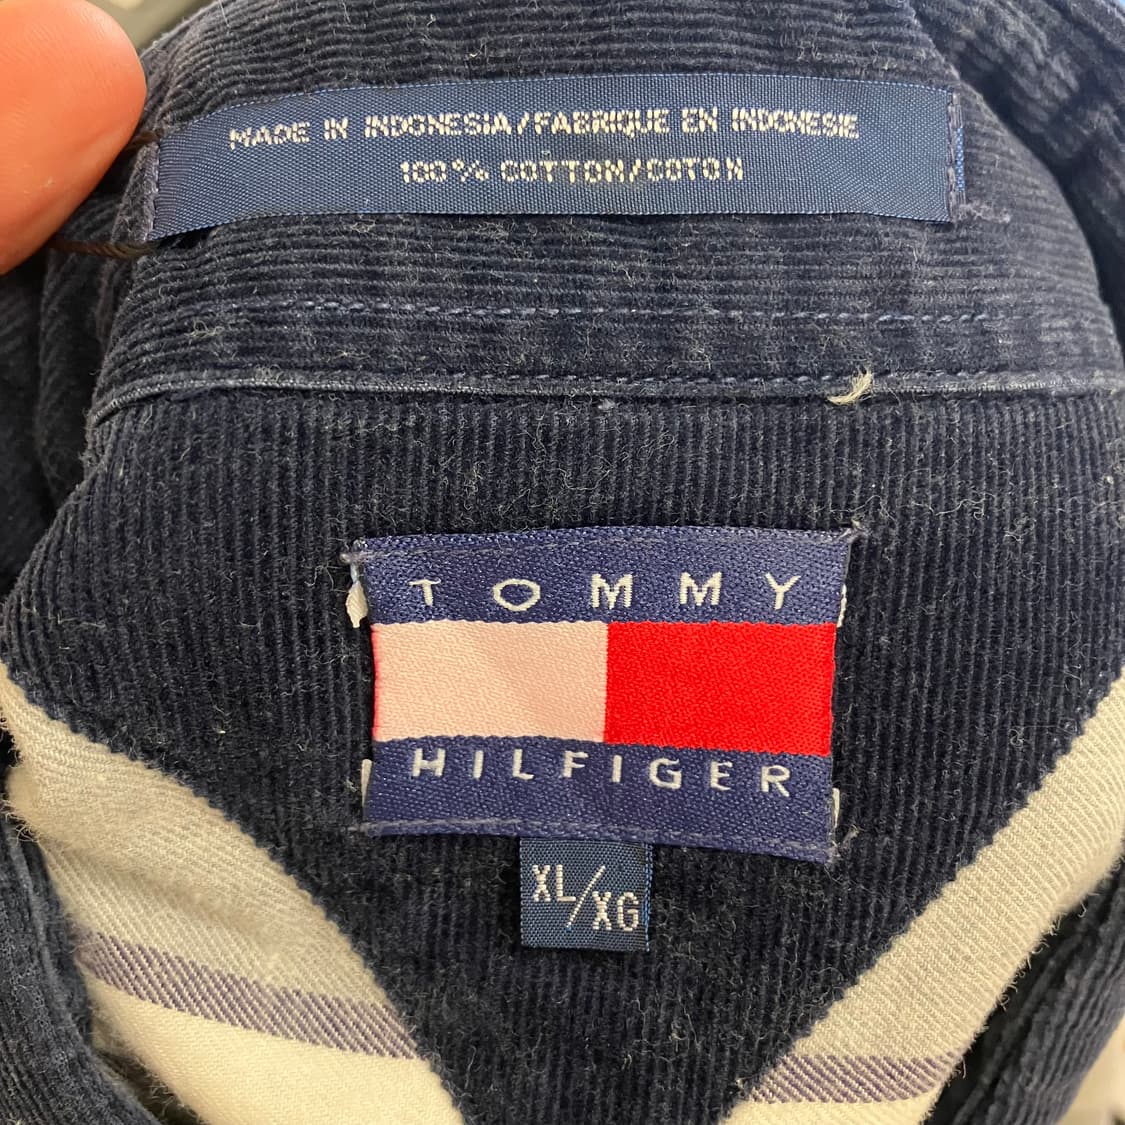 MADE IN INDONESIA/FABRIQUE EN INDONESIE
100% COTTON/COTON
TOMMY
HILFIGER
XL/XG